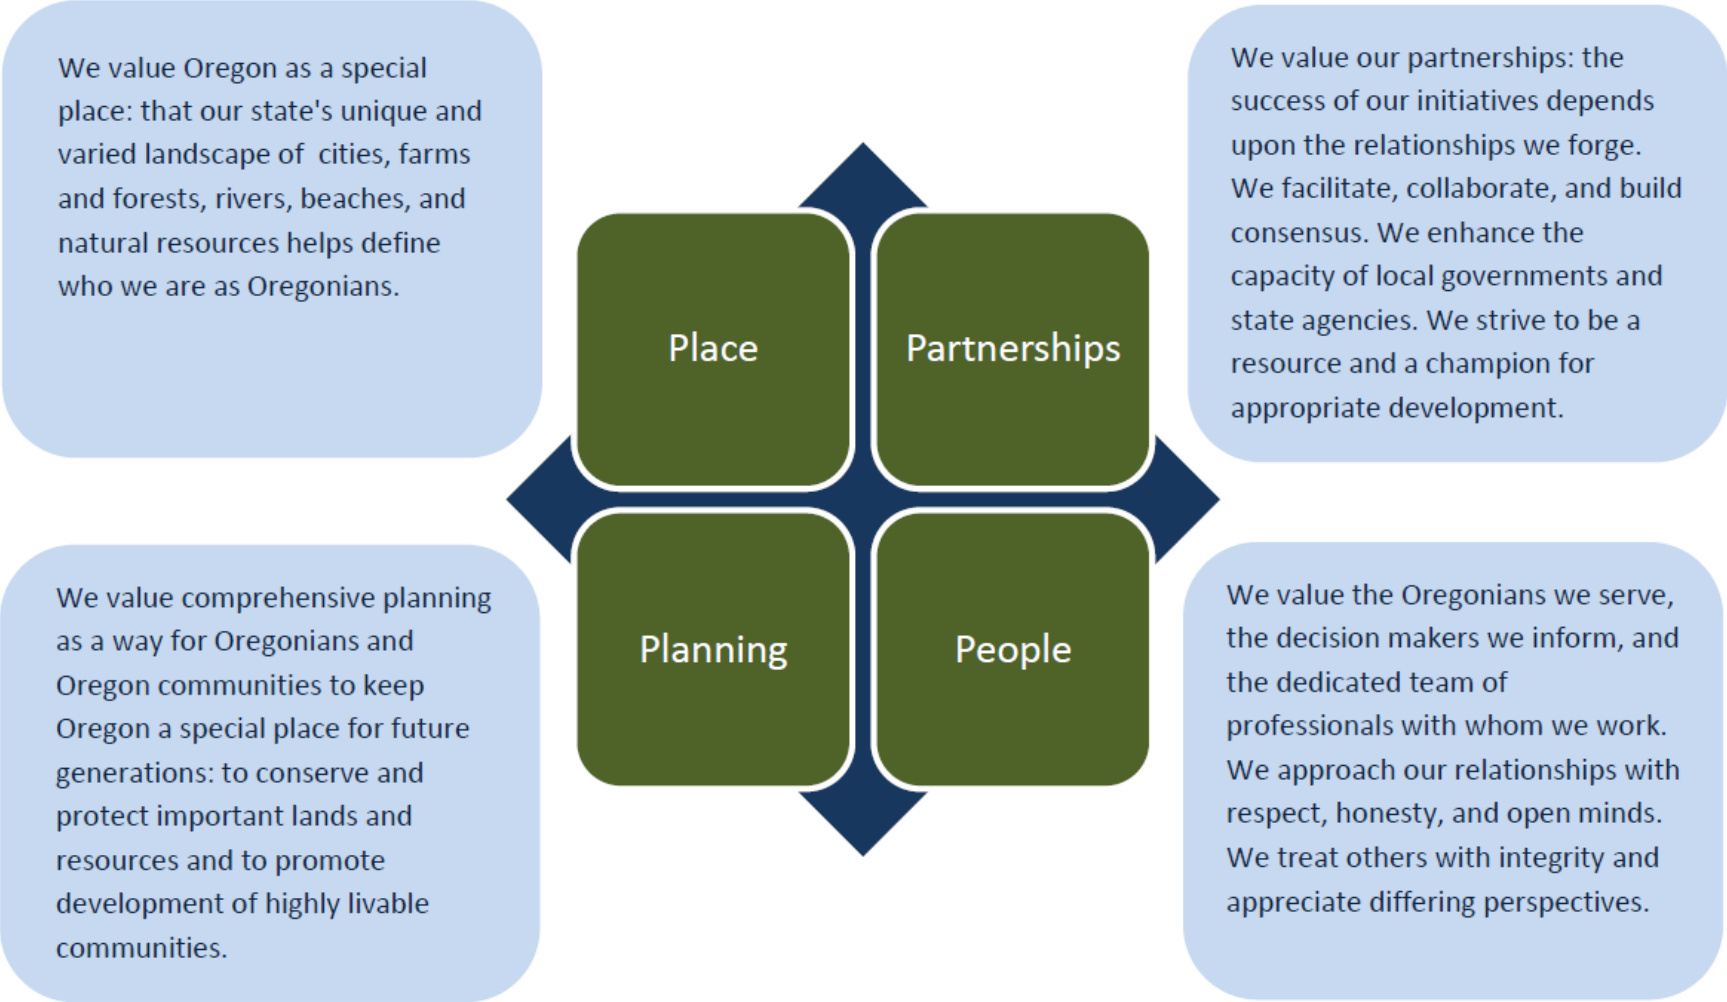 We value Oregon as a special
place: that our state's unique and
varied landscape of  cities, farms
and forests, rivers, beaches, and
natural resources helps define
who we are as Oregonians.
We value our partnerships: the
success of our initiatives depends
upon the relationships we forge.
We facilitate, collaborate, and build
consensus. We enhance the
capacity of local governments and
state agencies. We strive to be a
resource and a champion for
appropriate development.
Place
Partnerships
Planning
People
We value comprehensive planning
as a way for Oregonians and
Oregon communities to keep
Oregon a special place for future
generations: to conserve and
protect important lands and
resources and to promote
development of highly livable
communities.
We value the Oregonians we serve,
the decision makers we inform, and
the dedicated team of
professionals with whom we work.
We approach our relationships with
respect, honesty, and open minds.
We treat others with integrity and
appreciate differing perspectives.